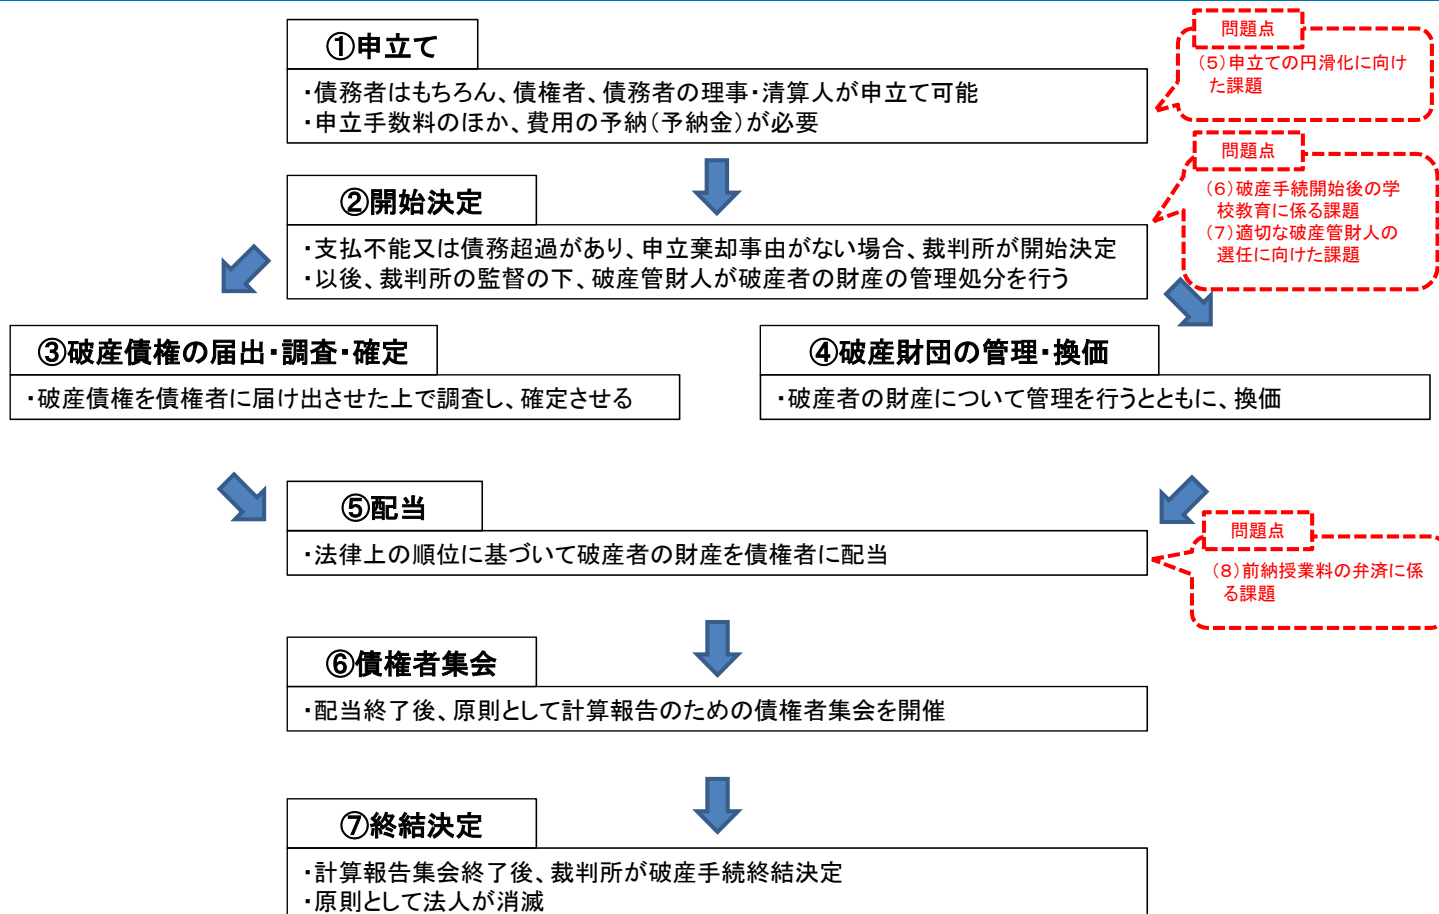 ①申立て
・債務者はもちろん、債権者、債務者の理事・清算人が申立て可能
・申立手数料のほか、費用の予納(予納金)が必要
問題点
(5)申立ての円滑化に向け
た課題
②開始決定
・支払不能又は債務超過があり、申立棄却事由がない場合、裁判所が開始決定
・以後、裁判所の監督の下、破産管財人が破産者の財産の管理処分を行う
問題点
(6)破産手続開始後の学
校教育に係る課題
(7)適切な破産管財人の
選任に向けた課題
③破産債権の届出・調査・確定
・破産債権を債権者に届け出させた上で調査し、確定させる
④破産財団の管理・換価
・破産者の財産について管理を行うとともに、換価
⑤配当
・法律上の順位に基づいて破産者の財産を債権者に配当
問題点
(8)前納授業料の弁済に係
る課題
⑥債権者集会
・配当終了後、原則として計算報告のための債権者集会を開催
⑦終結決定
・計算報告集会終了後、裁判所が破産手続終結決定
・原則として法人が消滅